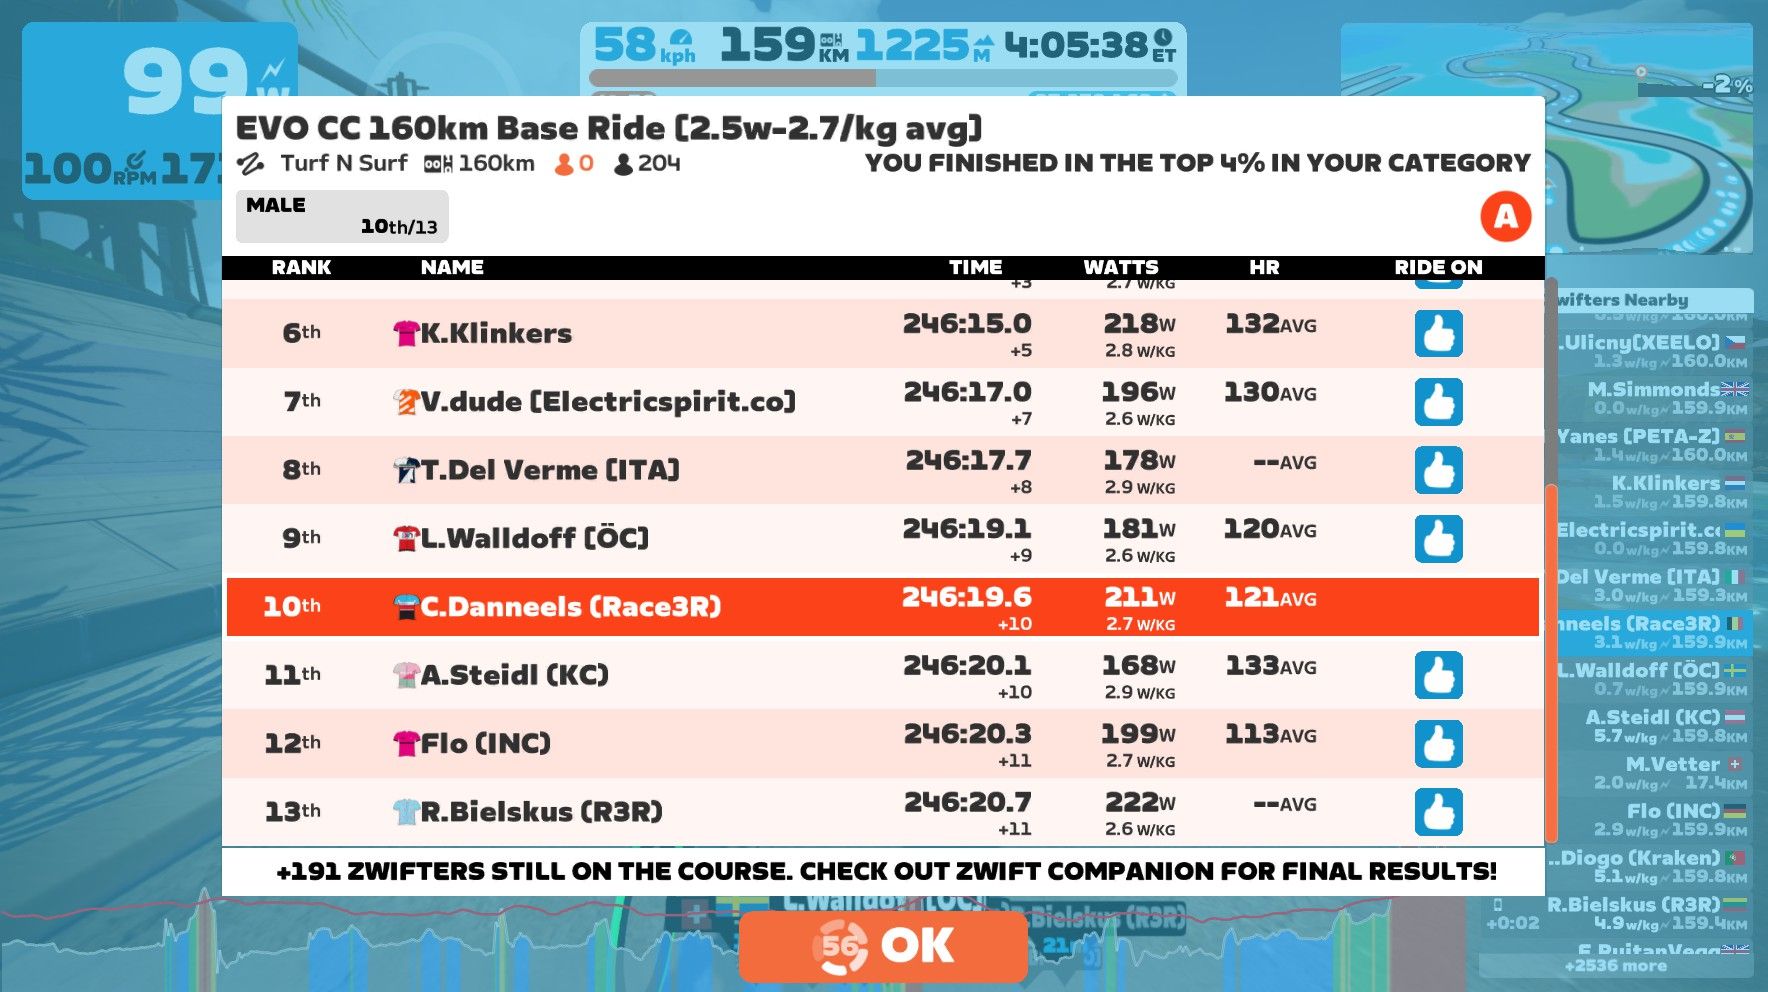 99 W
100 RPM
58 kph 159 KM 1225 M 4:05:38 ET
-2%
EVO CC 160km Base Ride (2.5w-2.7/kg avg)
Turf N Surf 160km 0 204
YOU FINISHED IN THE TOP 4% IN YOUR CATEGORY
MALE
10th/13
A
RANK NAME TIME WATTS HR RIDE ON
+3 2.7 W/KG
6th K.Klinkers 246:15.0 218W 132AVG
+5 2.8 W/KG
7th V.dude (Electricspirit.co) 246:17.0 196W 130AVG
+7 2.6 W/KG
8th T.Del Verme (ITA) 246:17.7 178W --AVG
+8 2.9 W/KG
9th L.Walldoff (ÖC) 246:19.1 181W 120AVG
+9 2.6 W/KG
10th C.Danneels (Race3R) 246:19.6 211W 121AVG
+10 2.7 W/KG
11th A.Steidl (KC) 246:20.1 168W 133AVG
+10 2.9 W/KG
12th Flo (INC) 246:20.3 199W 113AVG
+11 2.7 W/KG
13th R.Bielskus (R3R) 246:20.7 222W --AVG
+11 2.6 W/KG
+191 ZWIFTERS STILL ON THE COURSE. CHECK OUT ZWIFT COMPANION FOR FINAL RESULTS!
56 OK
L.Walldoff (ÖC)
R.Bielskus (R3R)
wifters Nearby
.Ulicny(XEELO)
1.3w/kg 160.0KM
M.Simmonds
0.0w/kg 159.9KM
Yanes (PETA-Z)
1.4w/kg 160.0KM
K.Klinkers
1.5w/kg 159.8KM
Electricspirit.cc
0.0w/kg 159.8KM
Del Verme (ITA)
3.0w/kg 159.3KM
nneels (Race3R)
3.1w/kg 159.9KM
L.Walldoff (ÖC)
0.7w/kg 159.9KM
A.Steidl (KC)
5.7w/kg 159.8KM
M.Vetter
2.0w/kg 17.4KM
Flo (INC)
2.9w/kg 159.9KM
..Diogo (Kraken)
5.1w/kg 159.8KM
R.Bielskus (R3R)
+0:02 4.9w/kg 159.4KM
+2536 more